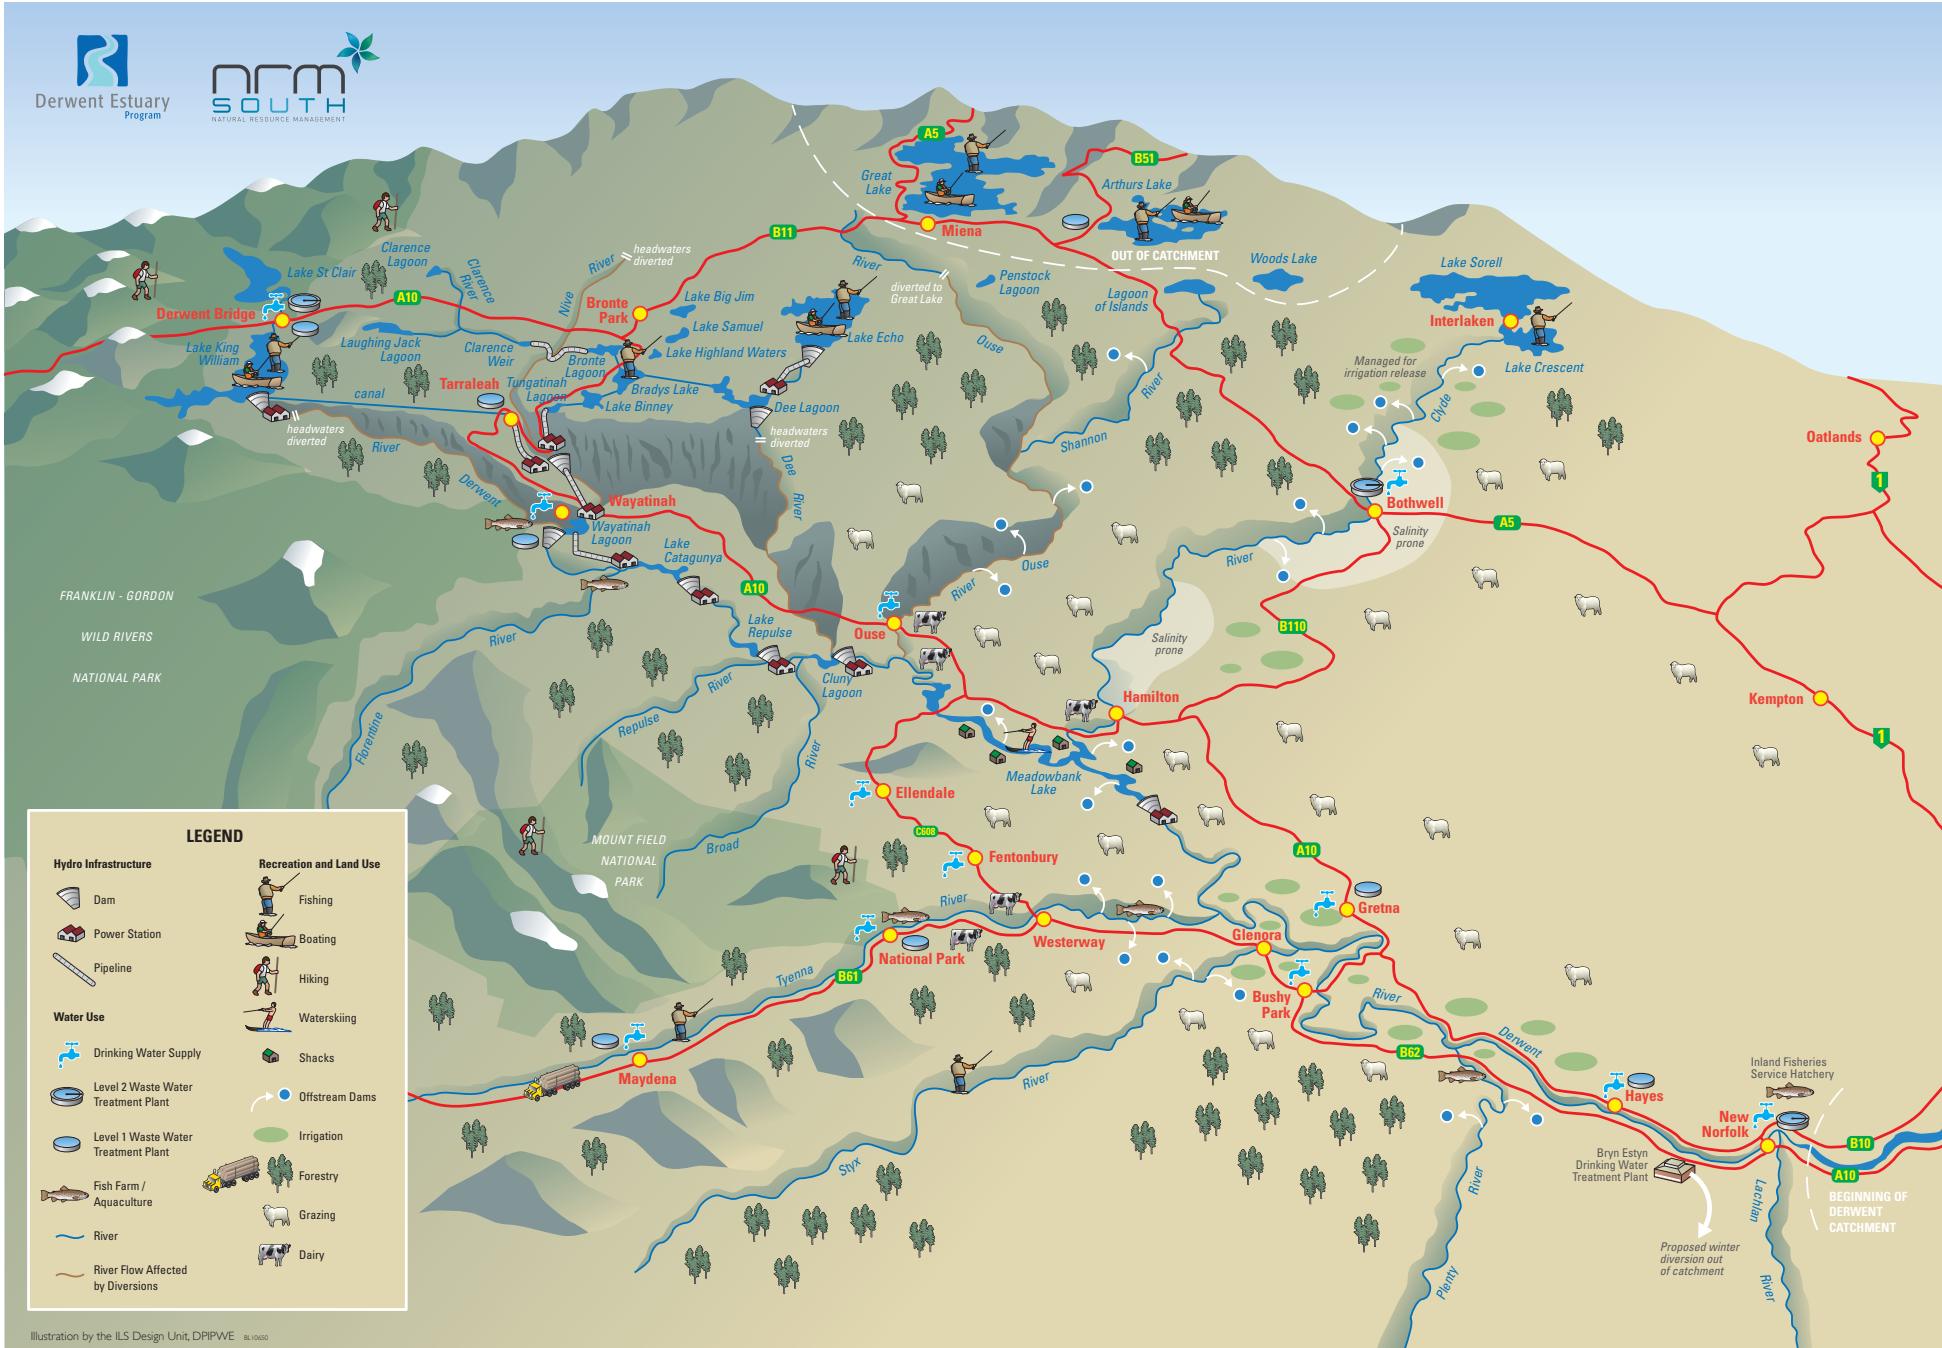 Derwent Estuary
Program
nrm
SOUTH
NATURAL RESOURCE MANAGEMENT
A5
B51
Great
Lake
Arthurs Lake
B11
Miena
OUT OF CATCHMENT
Woods Lake
Lake Sorell
Clarence
Lagoon
Clarence
River
River
headwaters
diverted
Nive
River
diverted to
Great Lake
Penstock
Lagoon
Lagoon
of Islands
Lake St Clair
A10
Derwent Bridge
Bronte
Park
Lake Big Jim
Lake Samuel
Lake Highland Waters
Lake Echo
Interlaken
Lake Crescent
Lake King
William
Laughing Jack
Lagoon
Clarence
Weir
Bronte
Lagoon
Ouse
Managed for
irrigation release
Tarraleah
Tungatinah
Lagoon
Bradys Lake
Lake Binney
Dee Lagoon
canal
River
Clyde
headwaters
diverted
River
headwaters
diverted
Shannon
Oatlands
Derwent
Dee
River
1
Wayatinah
Wayatinah
Lagoon
Bothwell
A5
Salinity
prone
Lake
Catagunya
River
Ouse
River
A10
FRANKLIN - GORDON
WILD RIVERS
NATIONAL PARK
River
Lake
Repulse
Ouse
B110
Salinity
prone
River
Cluny
Lagoon
Hamilton
Kempton
Florentine
Repulse
River
1
Meadowbank
Lake
Ellendale
C608
MOUNT FIELD
NATIONAL
PARK
Broad
Fentonbury
A10
River
Gretna
Westerway
Glenora
National Park
B61
Tyenna
Bushy
Park
River
Derwent
B62
Maydena
River
Inland Fisheries
Service Hatchery
Hayes
New
Norfolk
B10
Bryn Estyn
Drinking Water
Treatment Plant
A10
Styx
River
Lachlan
River
BEGINNING OF
DERWENT
CATCHMENT
Proposed winter
diversion out
of catchment
Plenty
LEGEND
Hydro Infrastructure
Dam
Power Station
Pipeline
Water Use
Drinking Water Supply
Level 2 Waste Water
Treatment Plant
Level 1 Waste Water
Treatment Plant
Fish Farm /
Aquaculture
River
River Flow Affected
by Diversions
Recreation and Land Use
Fishing
Boating
Hiking
Waterskiing
Shacks
Offstream Dams
Irrigation
Forestry
Grazing
Dairy
Illustration by the ILS Design Unit, DPIPWE BL10650